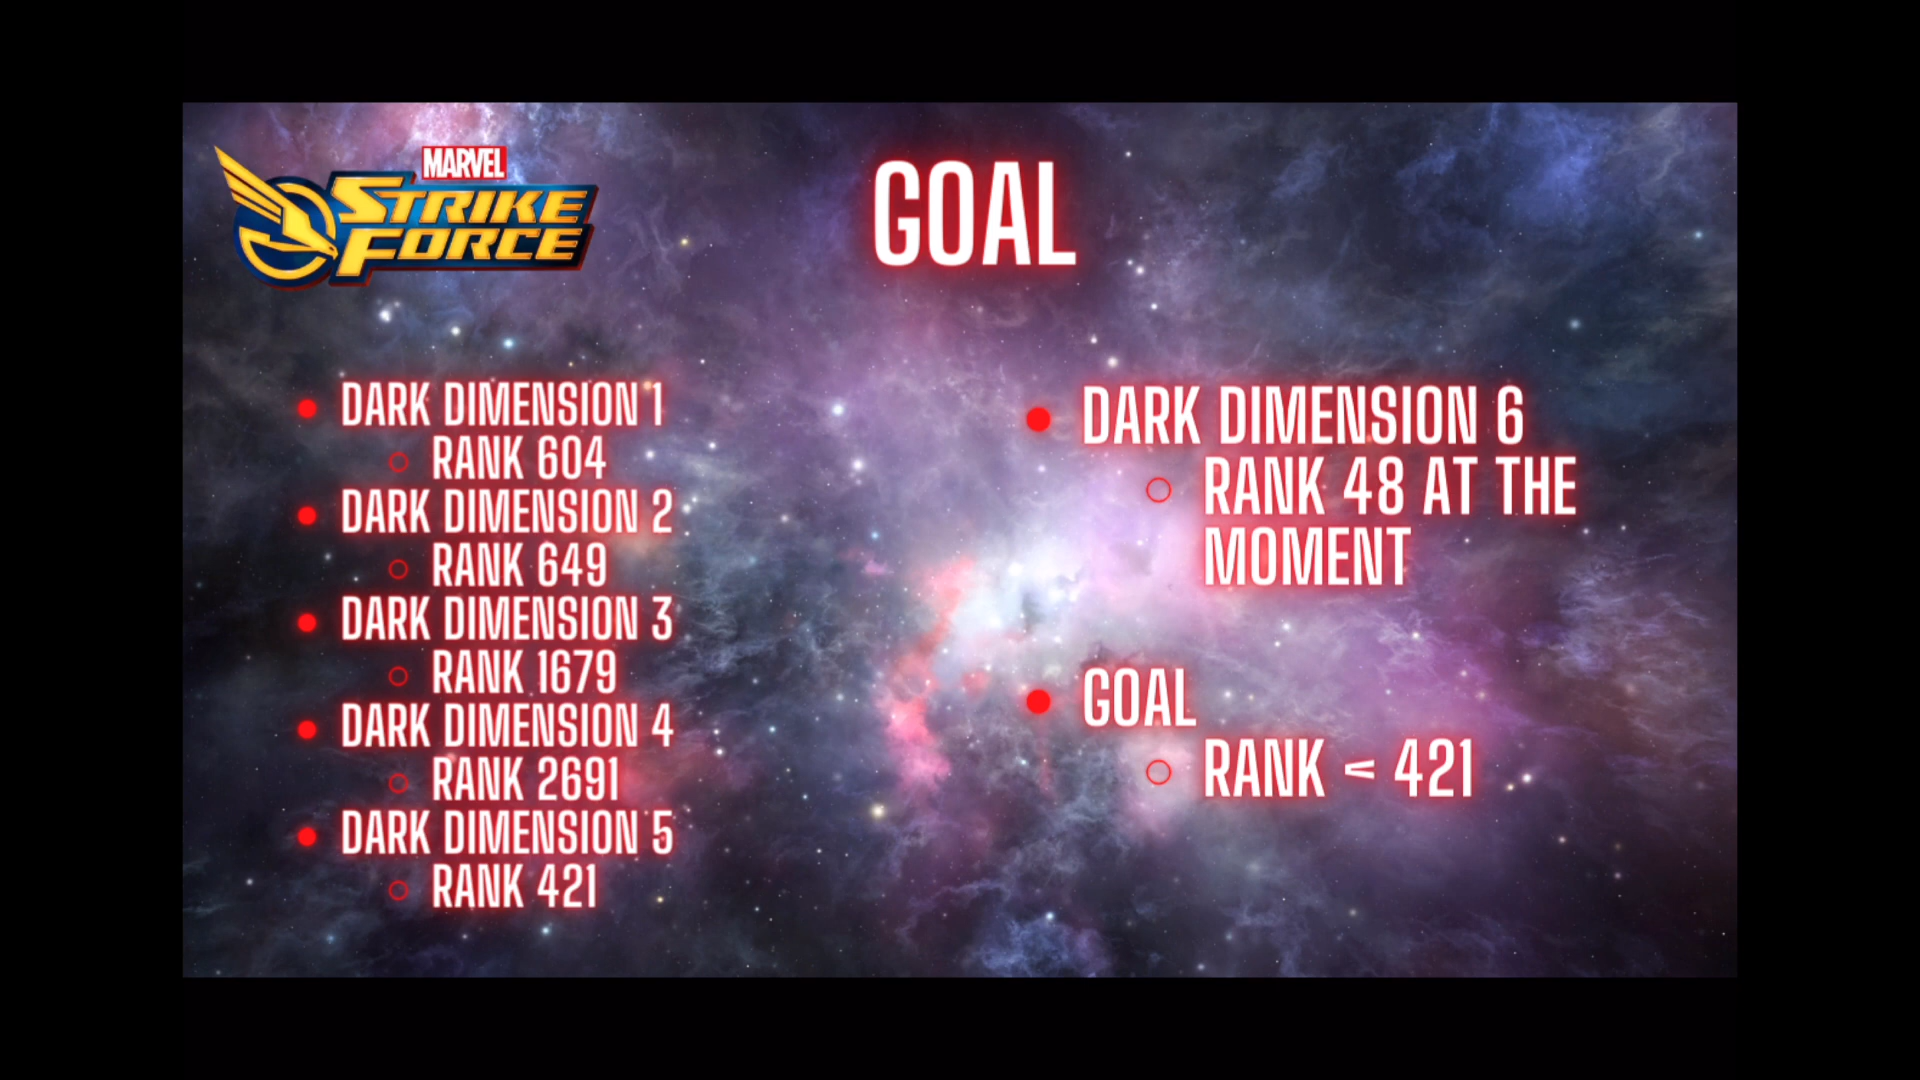 MARVEL
STRIKE
FORCE
GOAL
DARK DIMENSION 1
RANK 604
DARK DIMENSION 2
RANK 649
DARK DIMENSION 3
RANK 1679
DARK DIMENSION 4
RANK 2691
DARK DIMENSION 5
RANK 421
DARK DIMENSION 6
RANK 48 AT THE
MOMENT
GOAL
RANK < 421